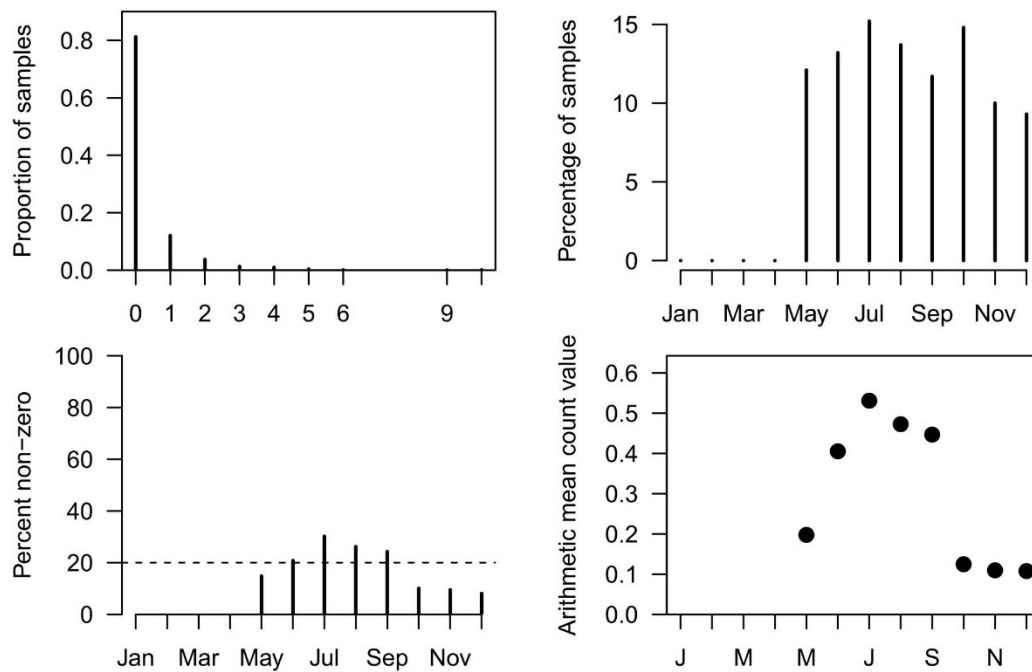 Proportion of samples
0.8
0.6
0.4
0.2
0.0
0 1 2 3 4 5 6 9
Percentage of samples
15
10
5
0
Jan Mar May Jul Sep Nov
Percent non−zero
100
80
60
40
20
0
Jan Mar May Jul Sep Nov
Arithmetic mean count value
0.6
0.5
0.4
0.3
0.2
0.1
0.0
J M M J S N